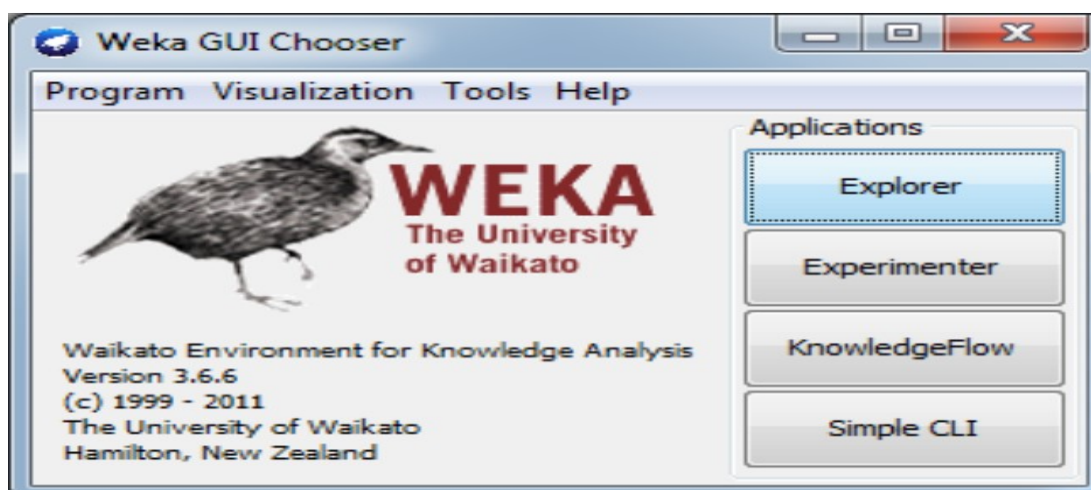 Weka GUI Chooser
Program Visualization Tools Help
WEKA
The University
of Waikato
Waikato Environment for Knowledge Analysis
Version 3.6.6
(c) 1999 - 2011
The University of Waikato
Hamilton, New Zealand
Applications
Explorer
Experimenter
KnowledgeFlow
Simple CLI